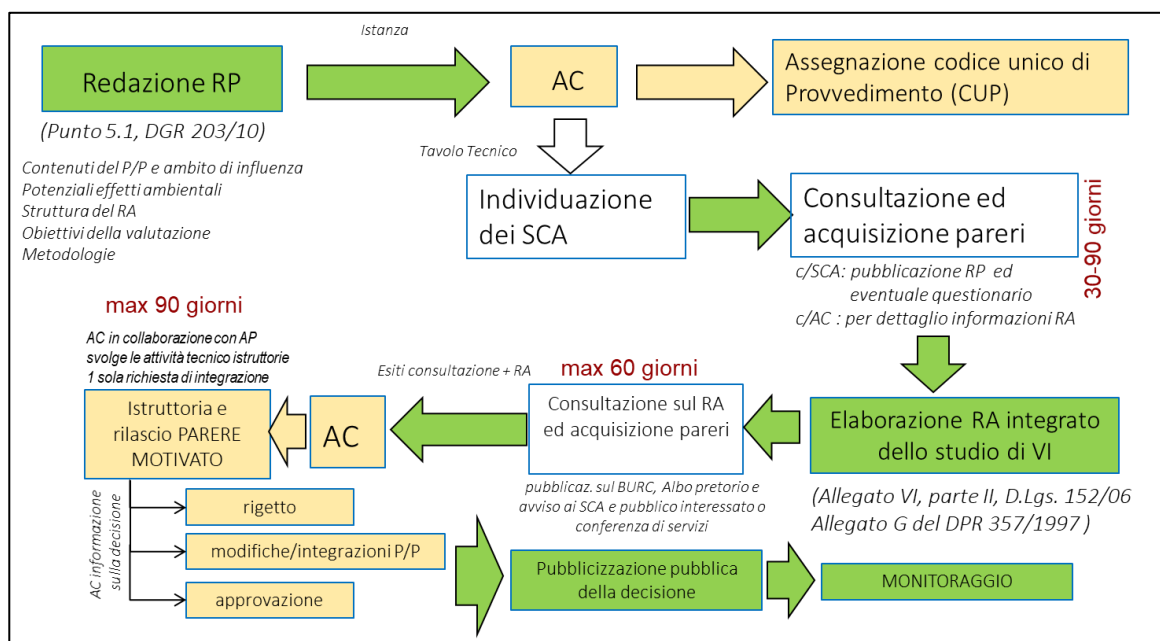 Istanza
Redazione RP
AC
Assegnazione codice unico di
Provvedimento (CUP)
(Punto 5.1, DGR 203/10)
Contenuti del P/P e ambito di influenza
Potenziali effetti ambientali
Struttura del RA
Obiettivi della valutazione
Metodologie
Tavolo Tecnico
Individuazione
dei SCA
Consultazione ed
acquisizione pareri
30-90 giorni
c/SCA: pubblicazione RP ed
eventuale questionario
c/AC : per dettaglio informazioni RA
max 90 giorni
AC in collaborazione con AP
svolge le attività tecnico istruttorie
1 sola richiesta di integrazione
Istruttoria e
rilascio PARERE
MOTIVATO
AC
Esiti consultazione + RA
max 60 giorni
Consultazione sul RA
ed acquisizione pareri
pubblicaz. sul BURC, Albo pretorio e
avviso ai SCA e pubblico interessato o
conferenza di servizi
Elaborazione RA integrato
dello studio di VI
(Allegato VI, parte II, D.Lgs. 152/06
Allegato G del DPR 357/1997 )
AC informazione
sulla decisione
rigetto
modifiche/integrazioni P/P
approvazione
Pubblicizzazione pubblica
della decisione
MONITORAGGIO